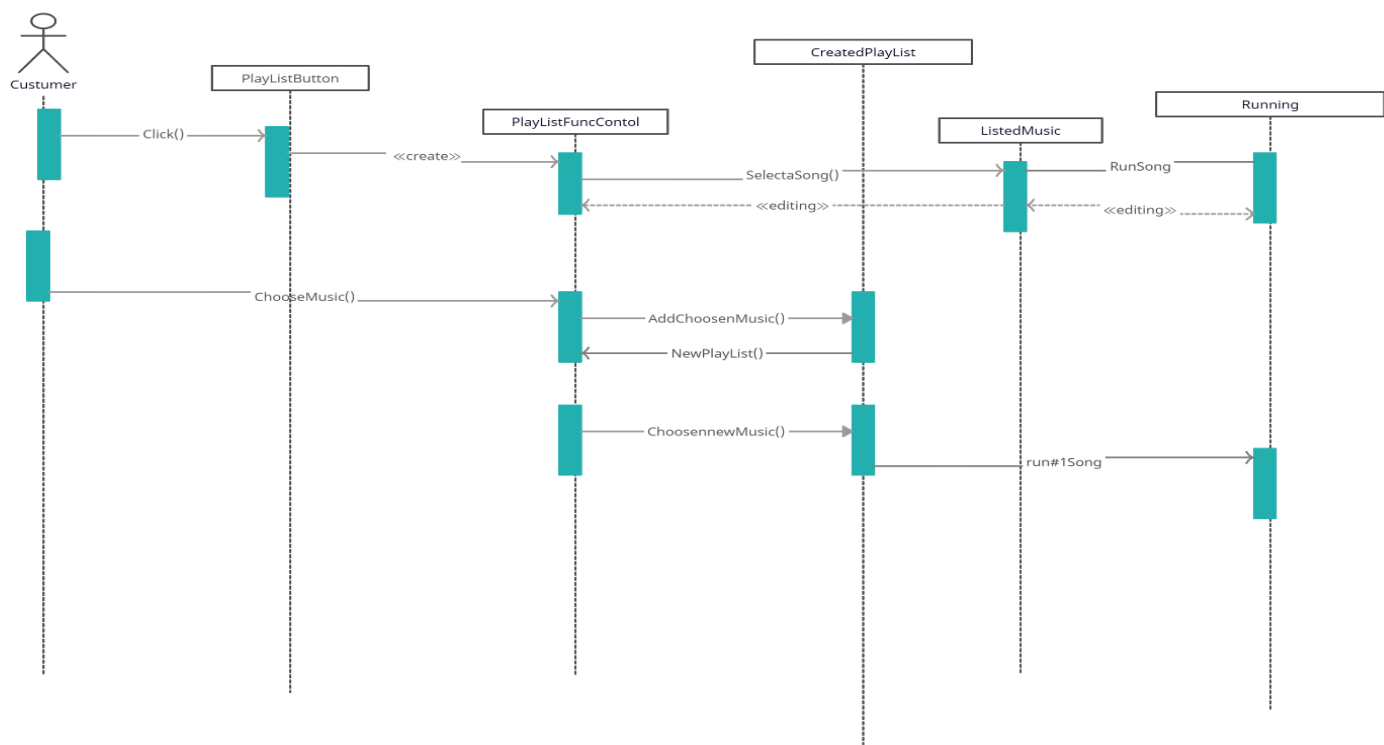 Custumer
PlayListButton
PlayListFuncContol
CreatedPlayList
ListedMusic
Running
Click()
≪create≫
SelectaSong()
RunSong
≪editing≫
≪editing≫
ChooseMusic()
AddChoosenMusic()
NewPlayList()
ChoosennewMusic()
run#1Song